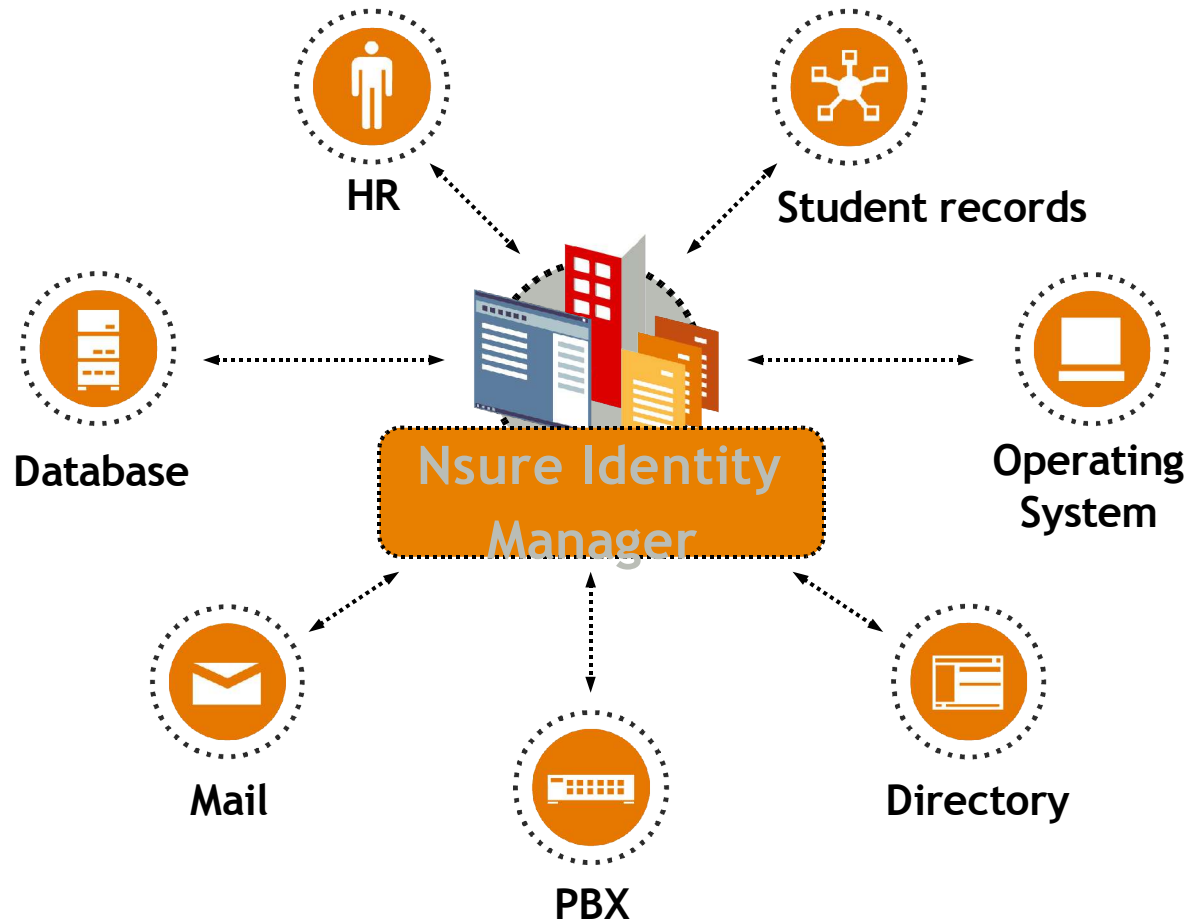 HR
Student records
Database
Nsure Identity
Manager
Operating
System
Mail
Directory
PBX